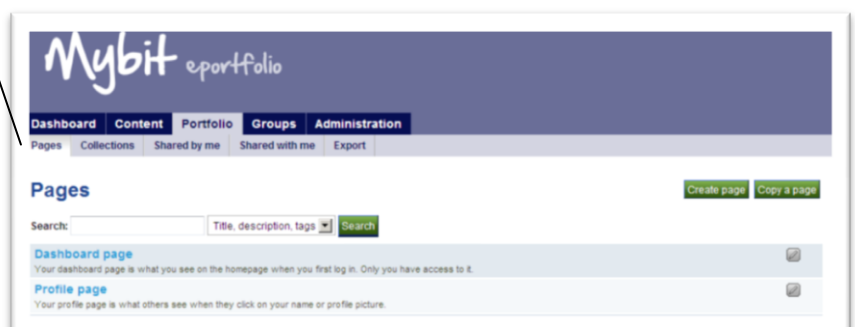 Mybit eportfolio
Dashboard Content Portfolio Groups Administration
Pages Collections Shared by me Shared with me Export
Pages
Create page Copy a page
Search: Title, description, tags Search
Dashboard page
Your dashboard page is what you see on the homepage when you first log in. Only you have access to it.
Profile page
Your profile page is what others see when they click on your name or profile picture.